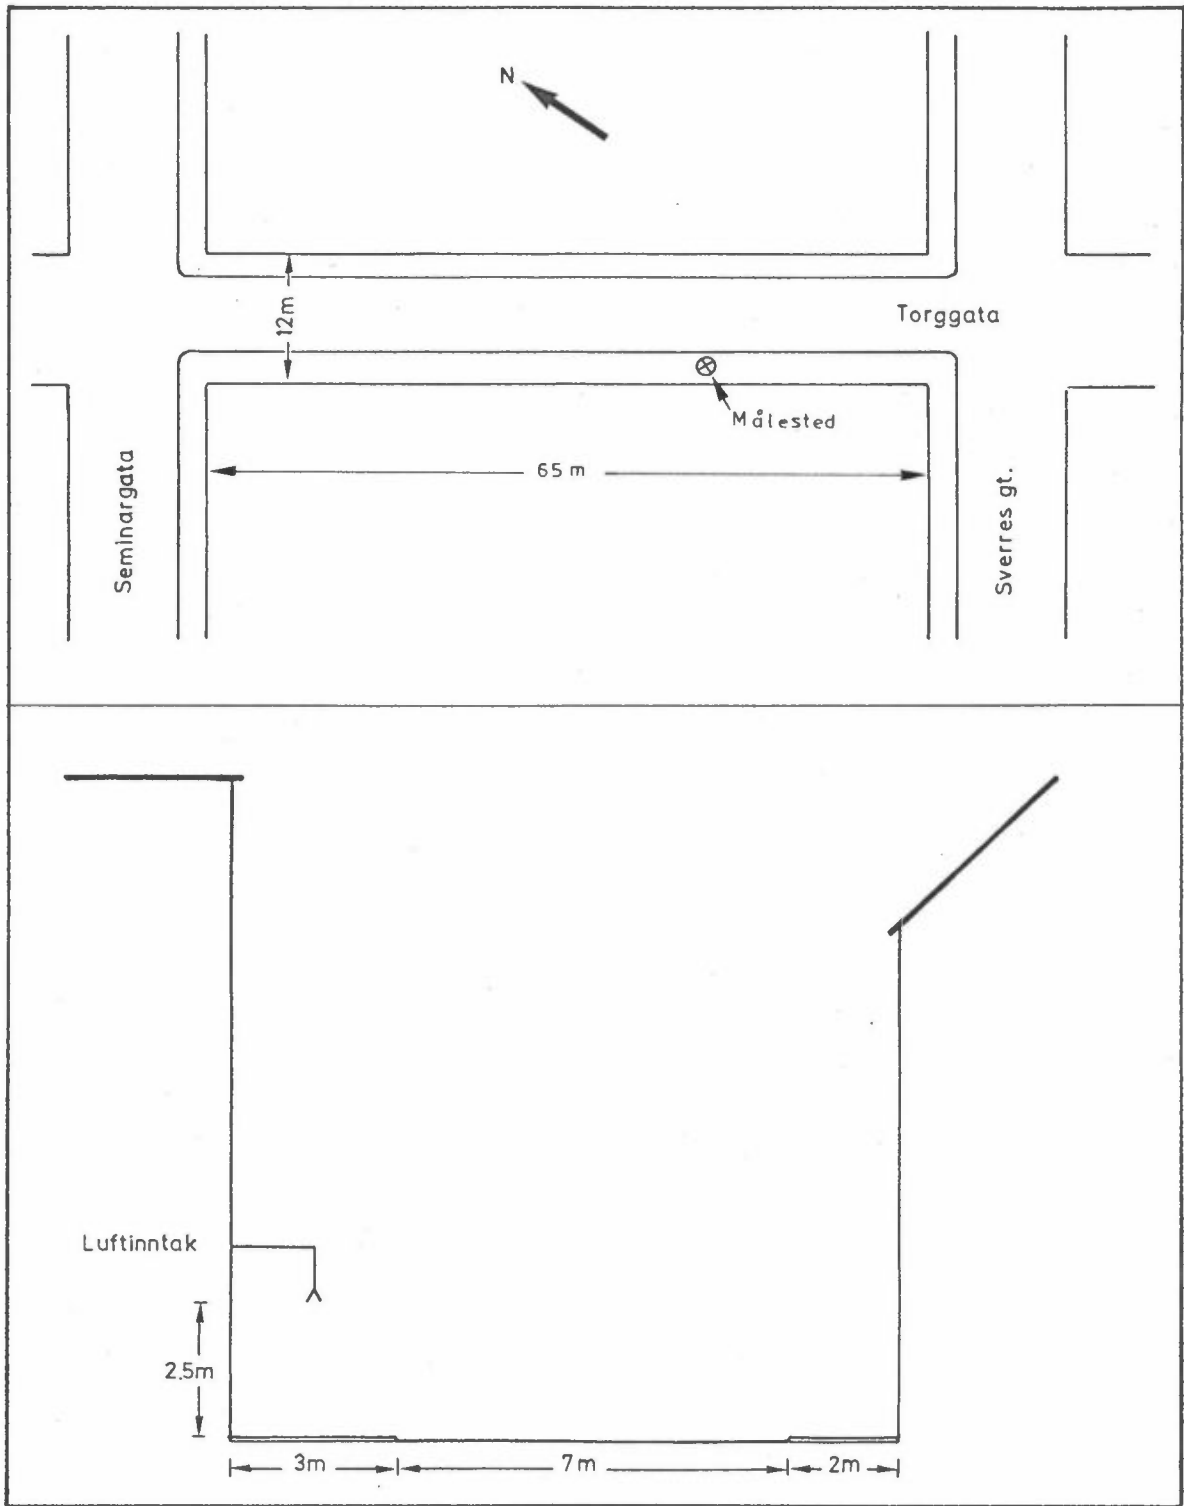 N
12m
Torggata
Målested
65 m
Seminargata
Sverres gt.
Luftinntak
2.5m
3m
7m
2m